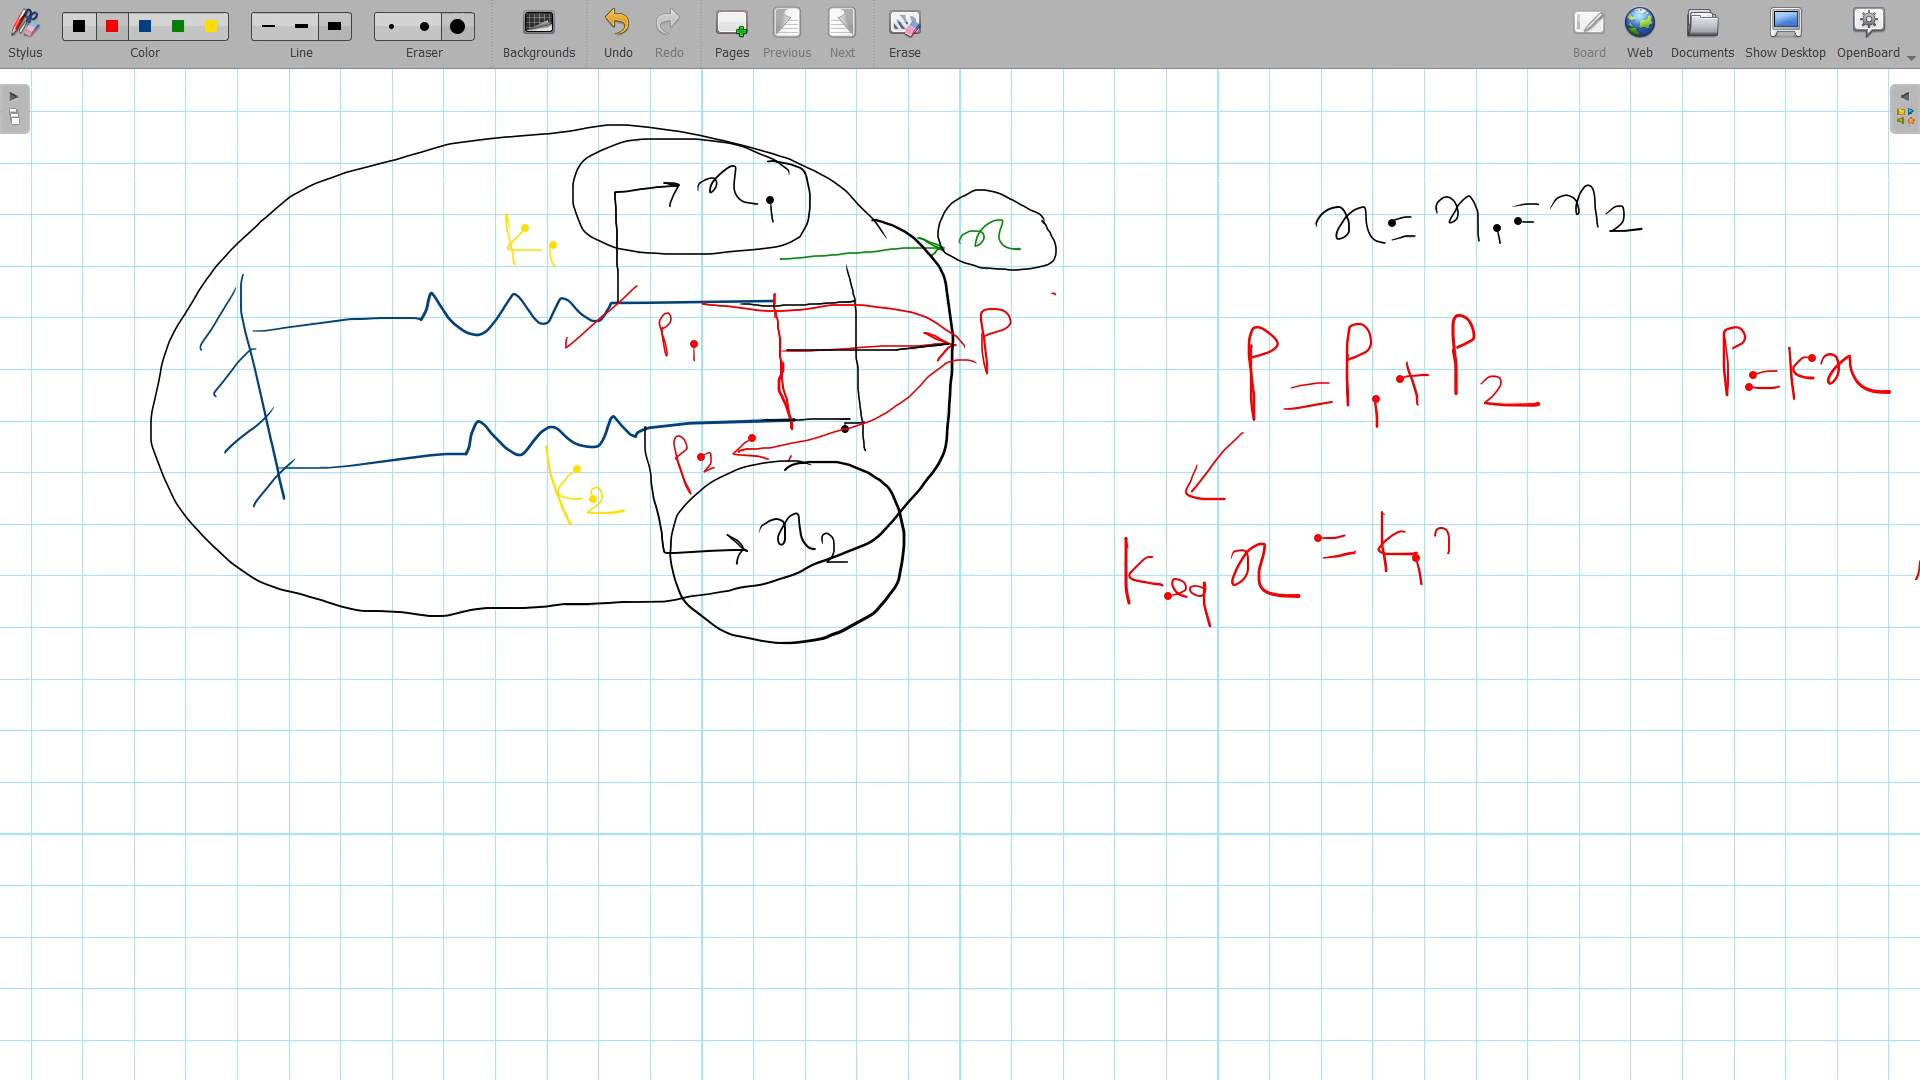 Stylus Color Line Eraser Backgrounds Undo Redo Pages Previous Next Erase Board Web Documents Show Desktop OpenBoard
x1
x
x = x1 = x2
k1
P1
P
P = P1 + P2
P = kx
P2
k2
x2
keq x = k1